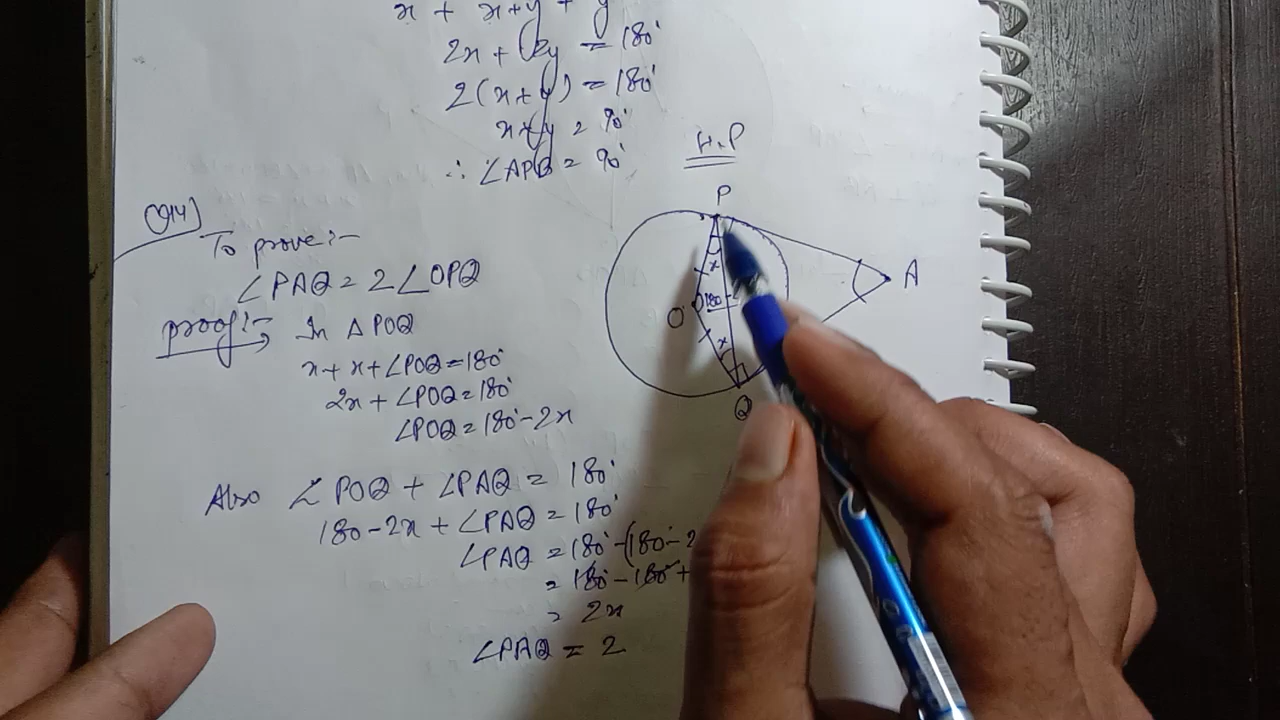 x + x+y + y
2x + 2y = 180°
2(x+y) = 180°
x+y = 90°
∴ ∠APB = 90°
H.P
Q14)
To prove:-
∠PAQ = 2∠OPQ
proof:- In △ POQ
x + x + ∠POQ = 180°
2x + ∠POQ = 180°
∠POQ = 180° - 2x
Also ∠POQ + ∠PAQ = 180°
180 - 2x + ∠PAQ = 180°
∠PAQ = 180° - (180 - 2
= 180° - 180° +
= 2x
∠PAQ = 2
P
x
A
O
180-
x
Q